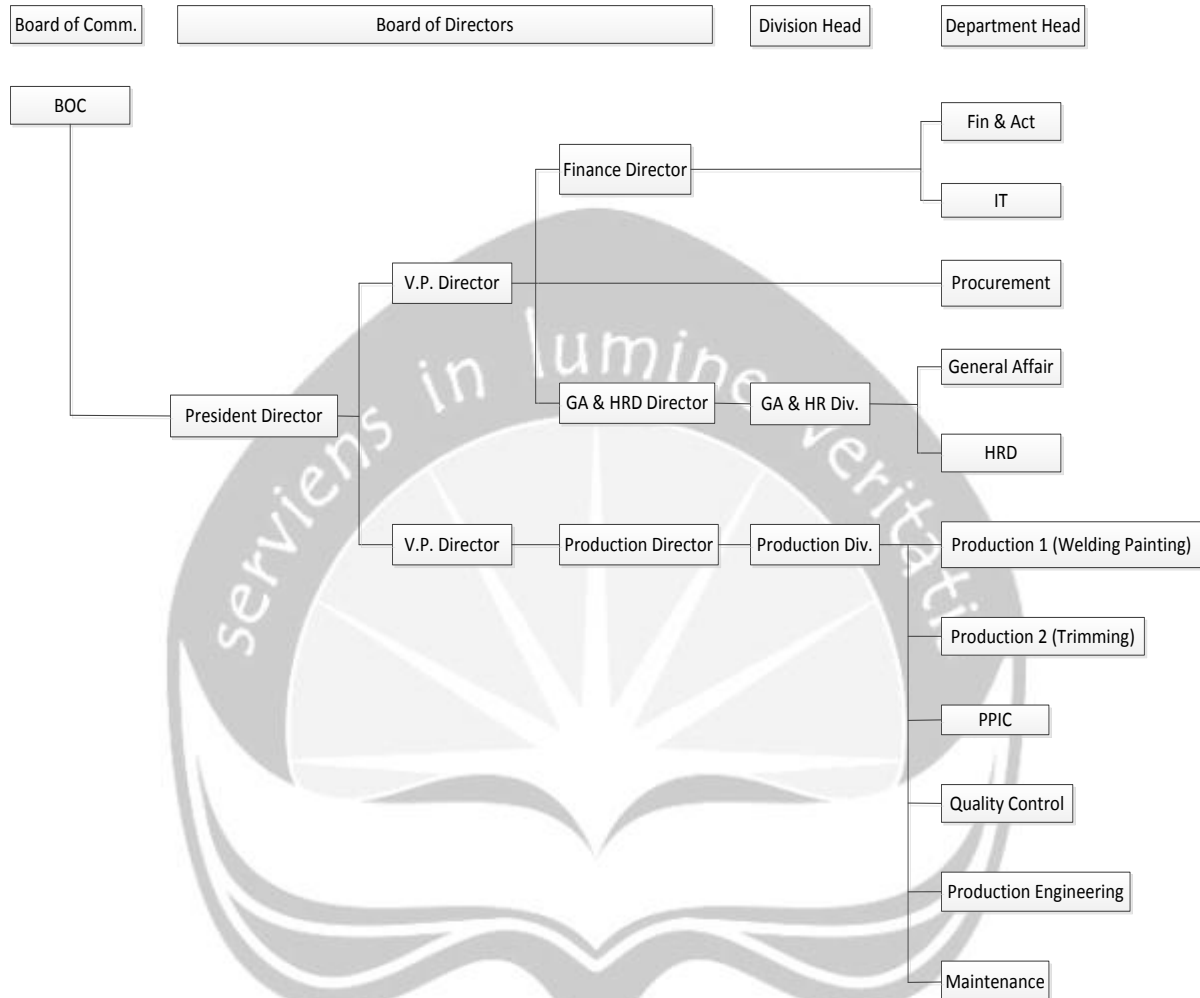 Board of Comm.
Board of Directors
Division Head
Department Head
BOC
Fin & Act
Finance Director
IT
V.P. Director
Procurement
General Affair
GA & HRD Director
GA & HR Div.
President Director
HRD
V.P. Director
Production Director
Production Div.
Production 1 (Welding Painting)
Production 2 (Trimming)
PPIC
Quality Control
Production Engineering
Maintenance
serviens in lumine veritatis